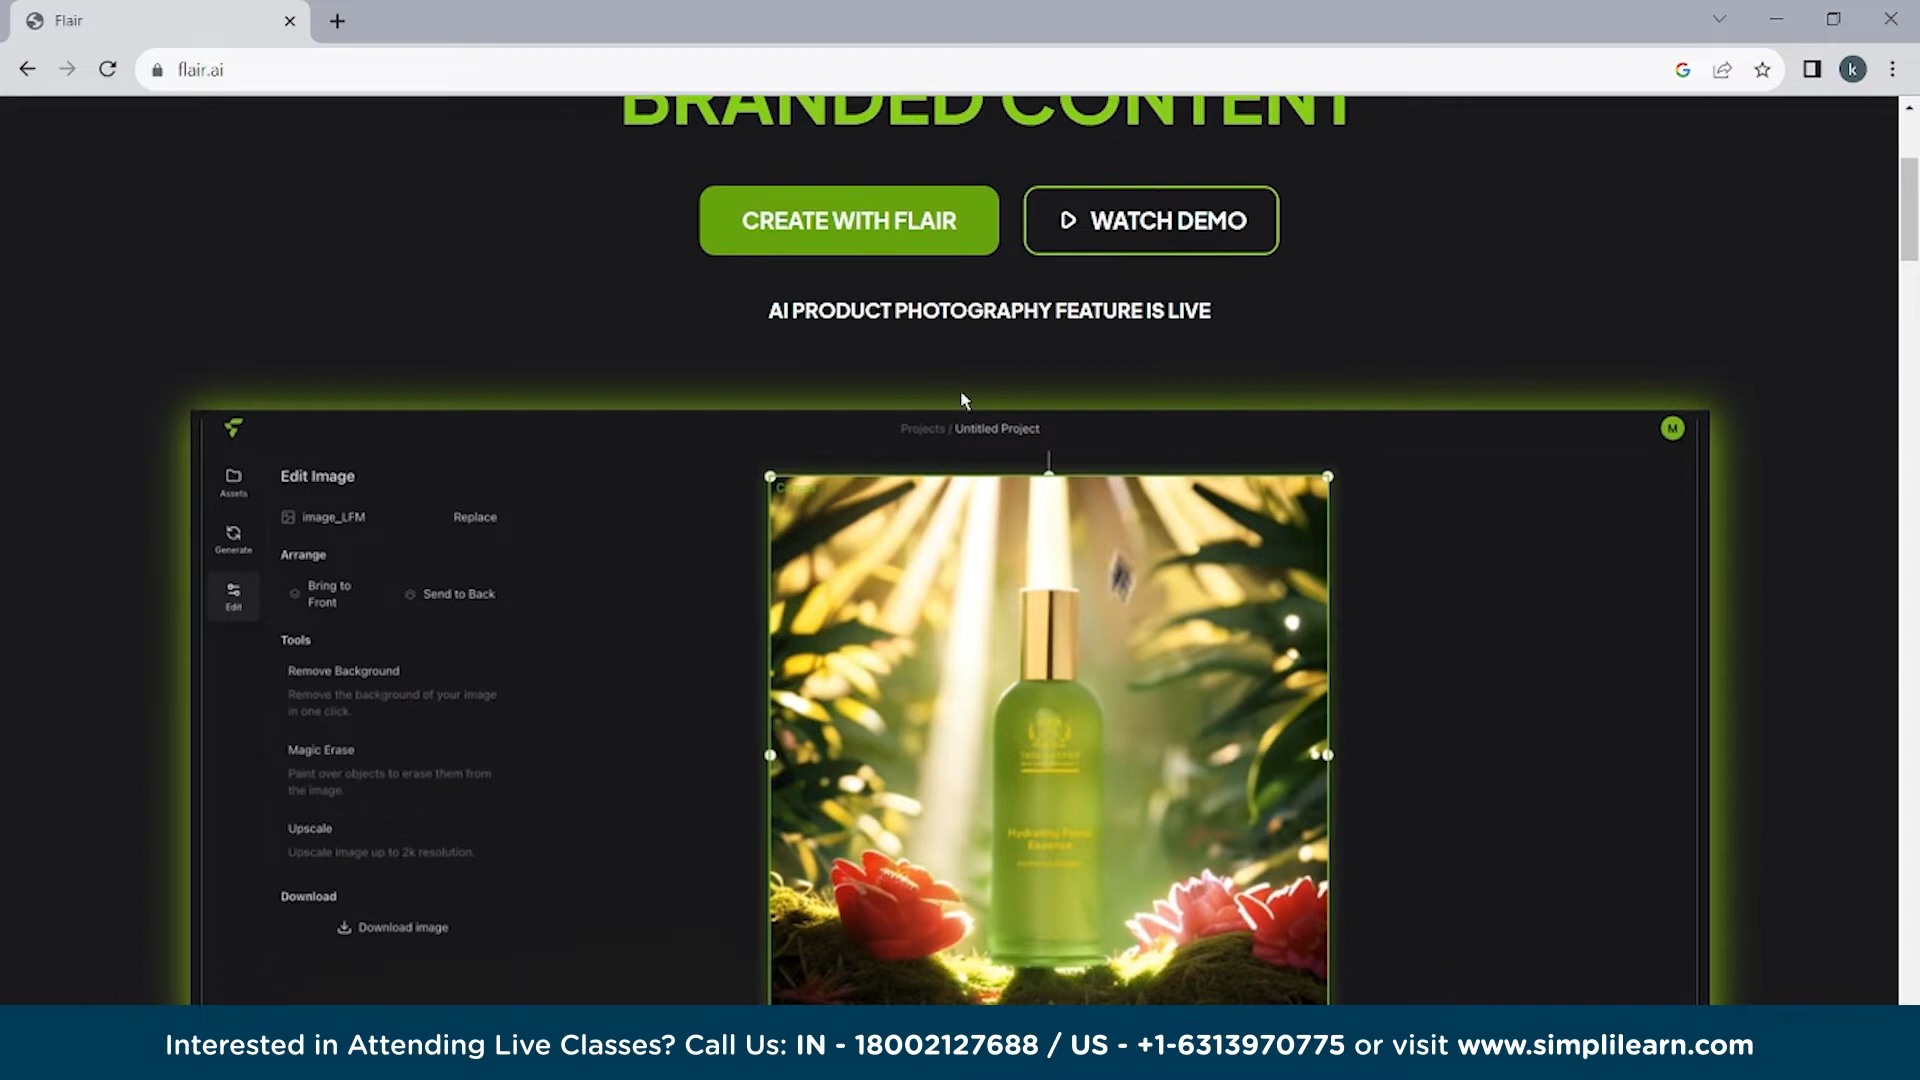 Flair
flair.ai
k
BRANDED CONTENT
CREATE WITH FLAIR
WATCH DEMO
AI PRODUCT PHOTOGRAPHY FEATURE IS LIVE
Projects / Untitled Project
M
Assets
Generate
Edit
Edit Image
image_LFM
Replace
Arrange
Bring to
Front
Send to Back
Tools
Remove Background
Remove the background of your image
in one click.
Magic Erase
Paint over objects to erase them from
the image.
Upscale
Upscale image up to 2k resolution.
Download
Download image
Hydrating Floral
Essence
Interested in Attending Live Classes? Call Us: IN - 18002127688 / US - +1-6313970775 or visit www.simplilearn.com